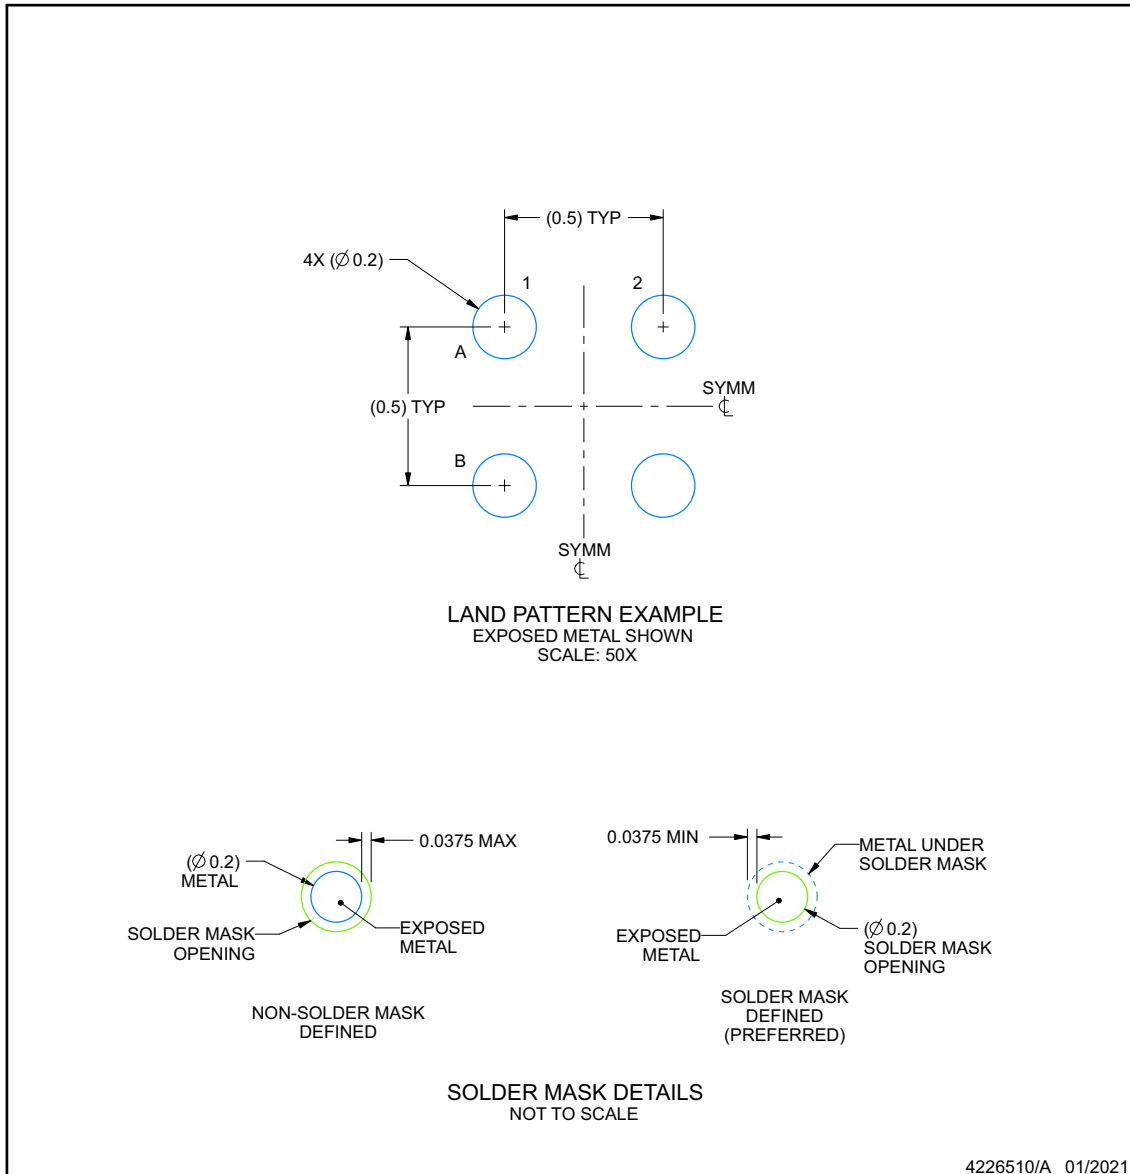 (0.5) TYP
4X (∅ 0.2)
1
2
A
SYMM
℄
(0.5) TYP
B
SYMM
℄
LAND PATTERN EXAMPLE
EXPOSED METAL SHOWN
SCALE: 50X
0.0375 MAX
(∅ 0.2)
METAL
SOLDER MASK
OPENING
EXPOSED
METAL
NON-SOLDER MASK
DEFINED
0.0375 MIN
METAL UNDER
SOLDER MASK
EXPOSED
METAL
(∅ 0.2)
SOLDER MASK
OPENING
SOLDER MASK
DEFINED
(PREFERRED)
SOLDER MASK DETAILS
NOT TO SCALE
4226510/A 01/2021